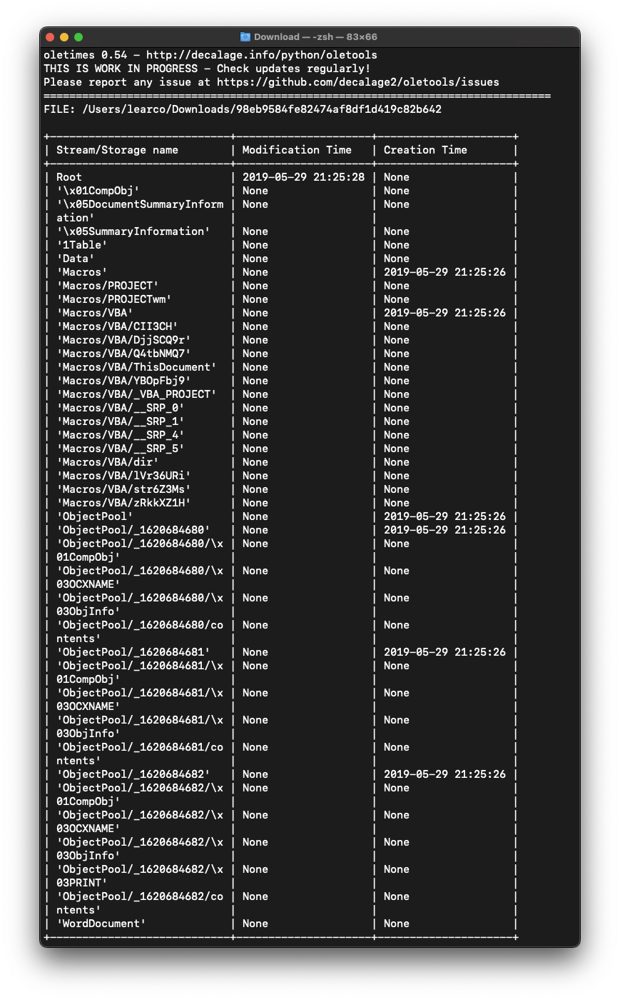 Download — -zsh — 83×66
oletimes 0.54 - http://decalage.info/python/oletools
THIS IS WORK IN PROGRESS - Check updates regularly!
Please report any issue at https://github.com/decalage2/oletools/issues
===============================================================================
FILE: /Users/learco/Downloads/98eb9584fe82474af8df1d419c82b642
+----------------------------+---------------------+---------------------+
| Stream/Storage name        | Modification Time   | Creation Time       |
+----------------------------+---------------------+---------------------+
| Root                       | 2019-05-29 21:25:28 | None                |
| '\x01CompObj'              | None                | None                |
| '\x05DocumentSummaryInform | None                | None                |
| ation'                     |                     |                     |
| '\x05SummaryInformation'   | None                | None                |
| '1Table'                   | None                | None                |
| 'Data'                     | None                | None                |
| 'Macros'                   | None                | 2019-05-29 21:25:26 |
| 'Macros/PROJECT'           | None                | None                |
| 'Macros/PROJECTwm'         | None                | None                |
| 'Macros/VBA'               | None                | 2019-05-29 21:25:26 |
| 'Macros/VBA/CII3CH'        | None                | None                |
| 'Macros/VBA/DjjSCQ9r'      | None                | None                |
| 'Macros/VBA/Q4tbNMQ7'      | None                | None                |
| 'Macros/VBA/ThisDocument'  | None                | None                |
| 'Macros/VBA/YBOpFbj9'      | None                | None                |
| 'Macros/VBA/_VBA_PROJECT'  | None                | None                |
| 'Macros/VBA/__SRP_0'       | None                | None                |
| 'Macros/VBA/__SRP_1'       | None                | None                |
| 'Macros/VBA/__SRP_4'       | None                | None                |
| 'Macros/VBA/__SRP_5'       | None                | None                |
| 'Macros/VBA/dir'           | None                | None                |
| 'Macros/VBA/lVr36URi'      | None                | None                |
| 'Macros/VBA/str6Z3Ms'      | None                | None                |
| 'Macros/VBA/zRkkXZ1H'      | None                | None                |
| 'ObjectPool'               | None                | 2019-05-29 21:25:26 |
| 'ObjectPool/_1620684680'   | None                | 2019-05-29 21:25:26 |
| 'ObjectPool/_1620684680/\x | None                | None                |
| 01CompObj'                 |                     |                     |
| 'ObjectPool/_1620684680/\x | None                | None                |
| 03OCXNAME'                 |                     |                     |
| 'ObjectPool/_1620684680/\x | None                | None                |
| 03ObjInfo'                 |                     |                     |
| 'ObjectPool/_1620684680/co | None                | None                |
| ntents'                    |                     |                     |
| 'ObjectPool/_1620684681'   | None                | 2019-05-29 21:25:26 |
| 'ObjectPool/_1620684681/\x | None                | None                |
| 01CompObj'                 |                     |                     |
| 'ObjectPool/_1620684681/\x | None                | None                |
| 03OCXNAME'                 |                     |                     |
| 'ObjectPool/_1620684681/\x | None                | None                |
| 03ObjInfo'                 |                     |                     |
| 'ObjectPool/_1620684681/co | None                | None                |
| ntents'                    |                     |                     |
| 'ObjectPool/_1620684682'   | None                | 2019-05-29 21:25:26 |
| 'ObjectPool/_1620684682/\x | None                | None                |
| 01CompObj'                 |                     |                     |
| 'ObjectPool/_1620684682/\x | None                | None                |
| 03OCXNAME'                 |                     |                     |
| 'ObjectPool/_1620684682/\x | None                | None                |
| 03ObjInfo'                 |                     |                     |
| 'ObjectPool/_1620684682/\x | None                | None                |
| 03PRINT'                   |                     |                     |
| 'ObjectPool/_1620684682/co | None                | None                |
| ntents'                    |                     |                     |
| 'WordDocument'             | None                | None                |
+----------------------------+---------------------+---------------------+